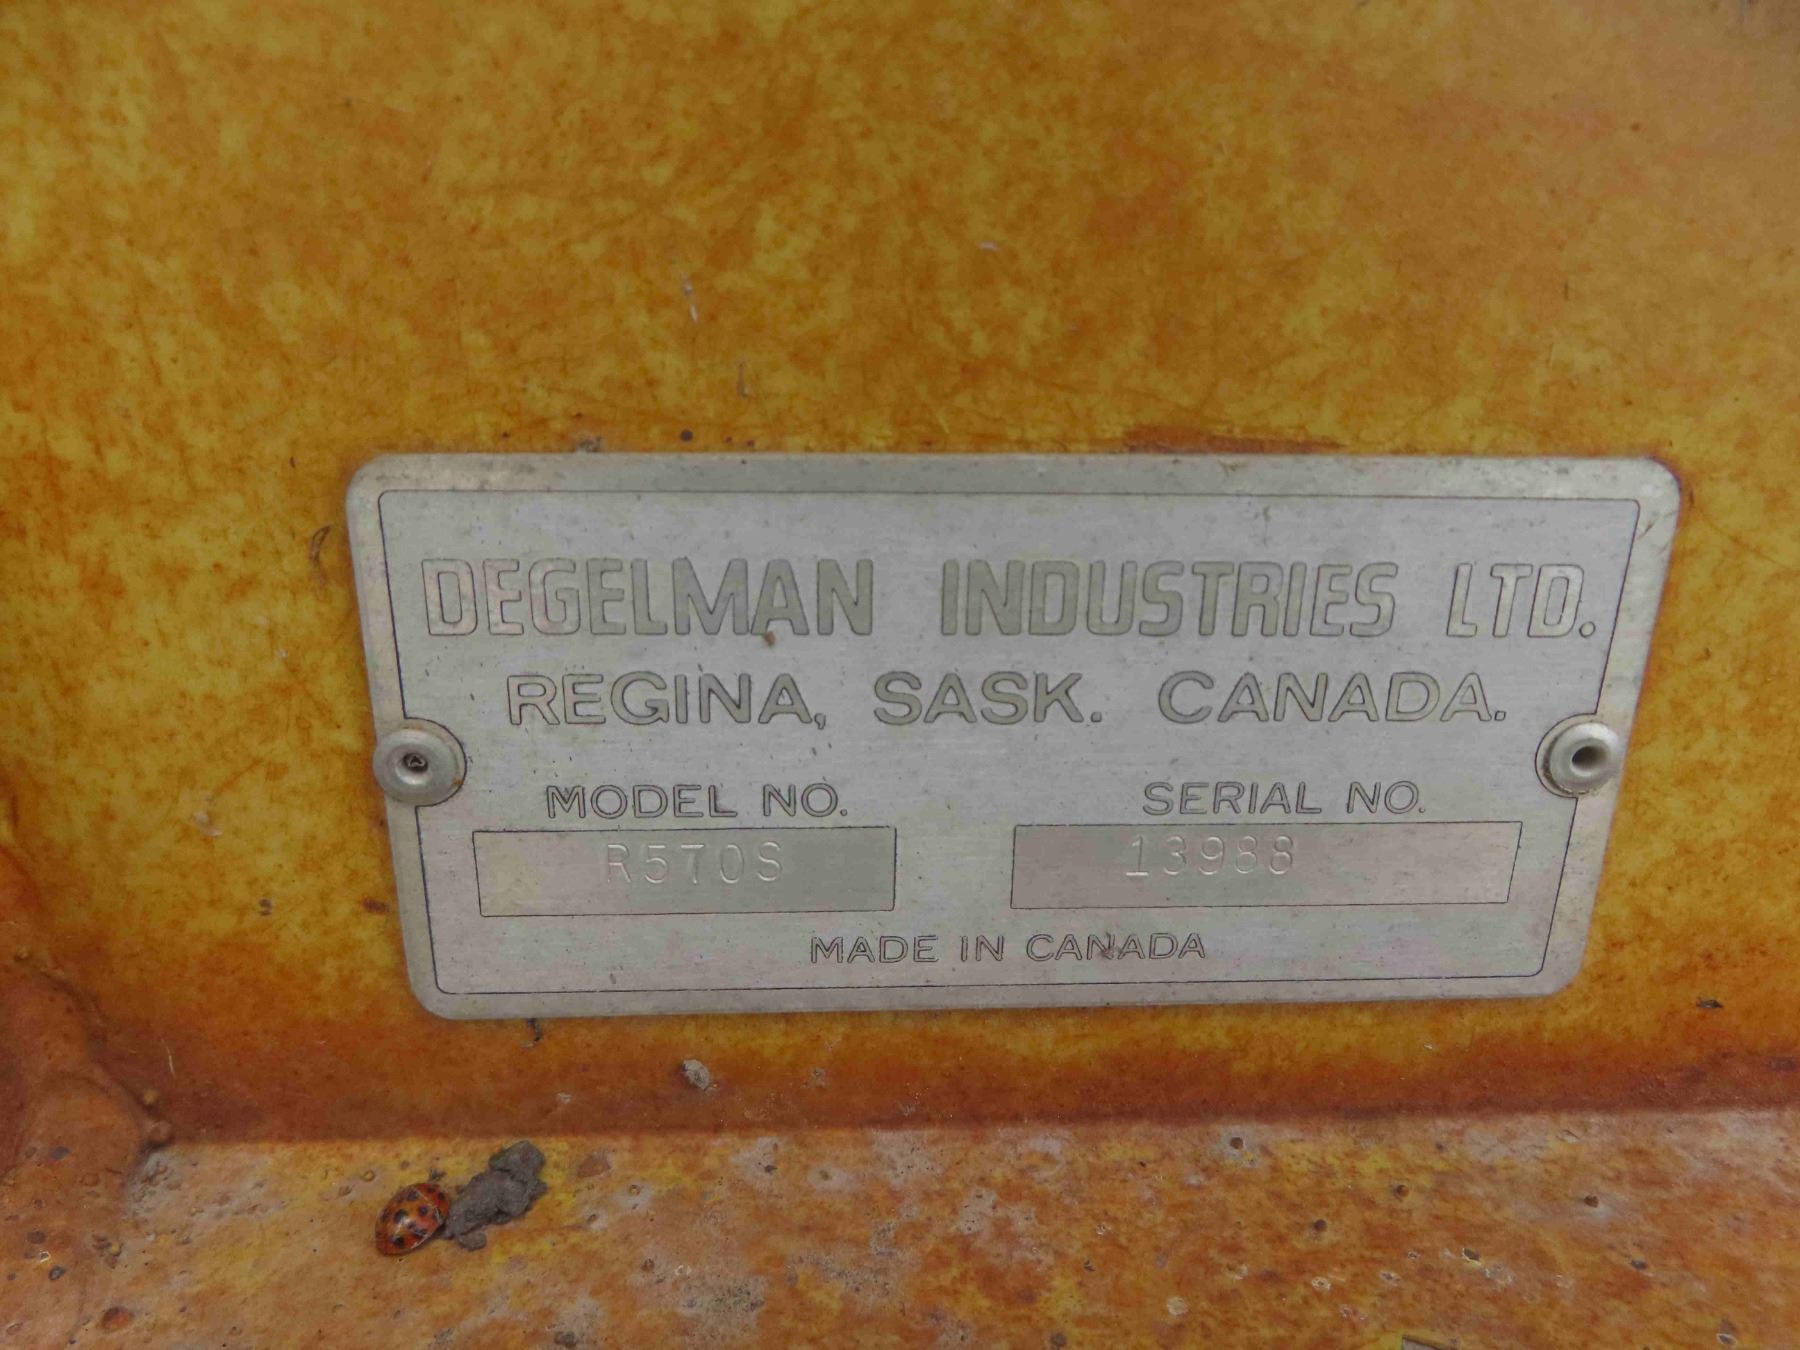 DEGELMAN INDUSTRIES LTD.
REGINA, SASK. CANADA.
MODEL NO. SERIAL NO.
R570S 13988
MADE IN CANADA